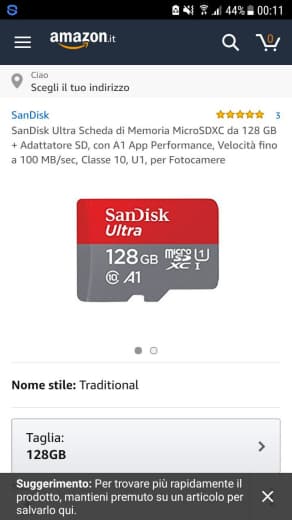 44% 00:11
amazon.it
0
Ciao
Scegli il tuo indirizzo
SanDisk
3
SanDisk Ultra Scheda di Memoria MicroSDXC da 128 GB
+ Adattatore SD, con A1 App Performance, Velocità fino
a 100 MB/sec, Classe 10, U1, per Fotocamere
SanDisk
Ultra
128GB
micro SD XC I
U1
10 A1
Nome stile: Traditional
Taglia:
128GB
Suggerimento: Per trovare più rapidamente il
prodotto, mantieni premuto su un articolo per
salvarlo qui.